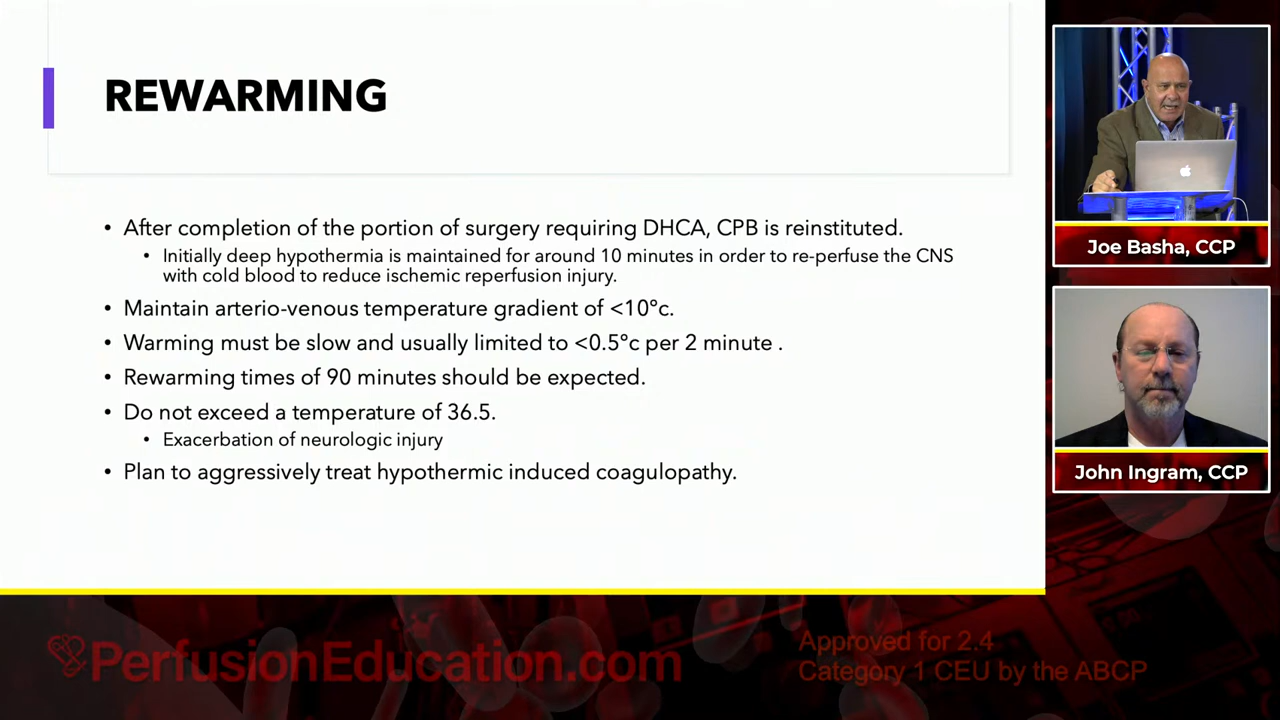 REWARMING
• After completion of the portion of surgery requiring DHCA, CPB is reinstituted.
• Initially deep hypothermia is maintained for around 10 minutes in order to re-perfuse the CNS
with cold blood to reduce ischemic reperfusion injury.
• Maintain arterio-venous temperature gradient of <10°c.
• Warming must be slow and usually limited to <0.5°c per 2 minute .
• Rewarming times of 90 minutes should be expected.
• Do not exceed a temperature of 36.5.
• Exacerbation of neurologic injury
• Plan to aggressively treat hypothermic induced coagulopathy.
Joe Basha, CCP
John Ingram, CCP
PerfusionEducation.com
Approved for 2.4
Category 1 CEU by the ABCP